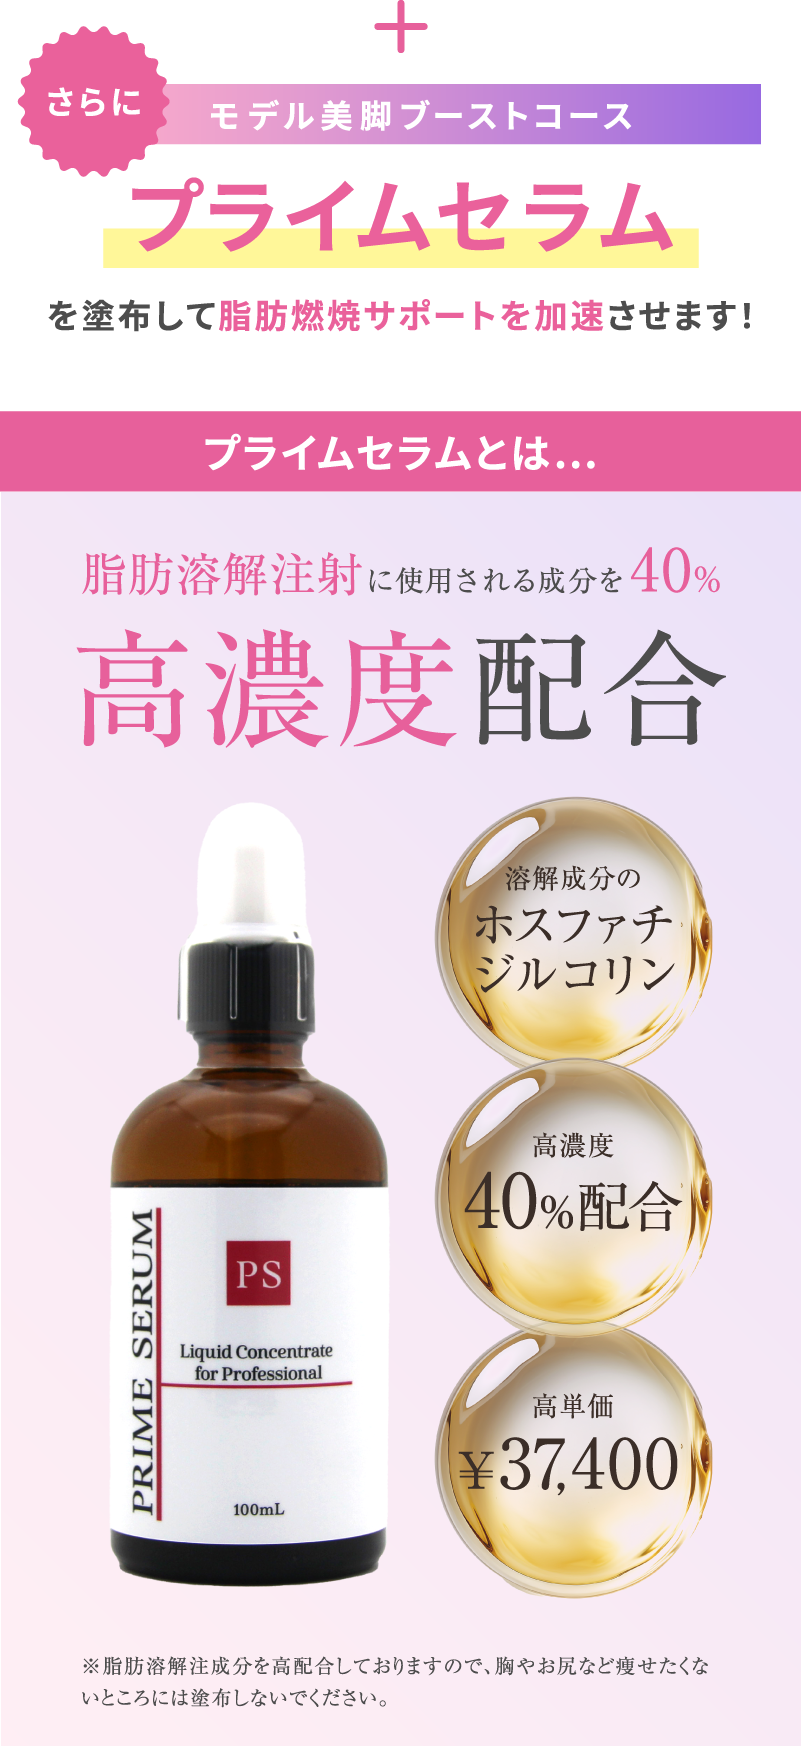 +
さらに
モデル美脚ブーストコース
プライムセラム
を塗布して脂肪燃焼サポートを加速させます!
プライムセラムとは...
脂肪溶解注射に使用される成分を40%
高濃度配合
溶解成分の
ホスファチ
ジルコリン
高濃度
40%配合
高単価
¥37,400
PRIME SERUM
PS
Liquid Concentrate
for Professional
100mL
※脂肪溶解注成分を高配合しておりますので、胸やお尻など痩せたくな
いところには塗布しないでください。